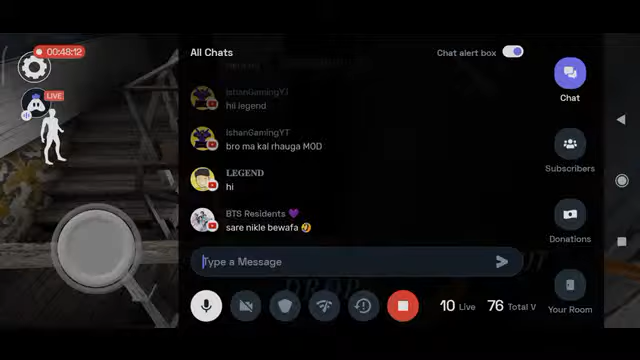 00:48:12
All Chats
Chat alert box
LIVE
IshanGamingYT
hii legend
Chat
IshanGamingYT
bro ma kal rhauga MOD
Subscribers
𝐋𝐄𝐆𝐄𝐍𝐃
hi
BTS Residents 💜
sare nikle bewafa 🤣
Donations
Type a Message
DROP
10 Live
76 Total V
Your Room